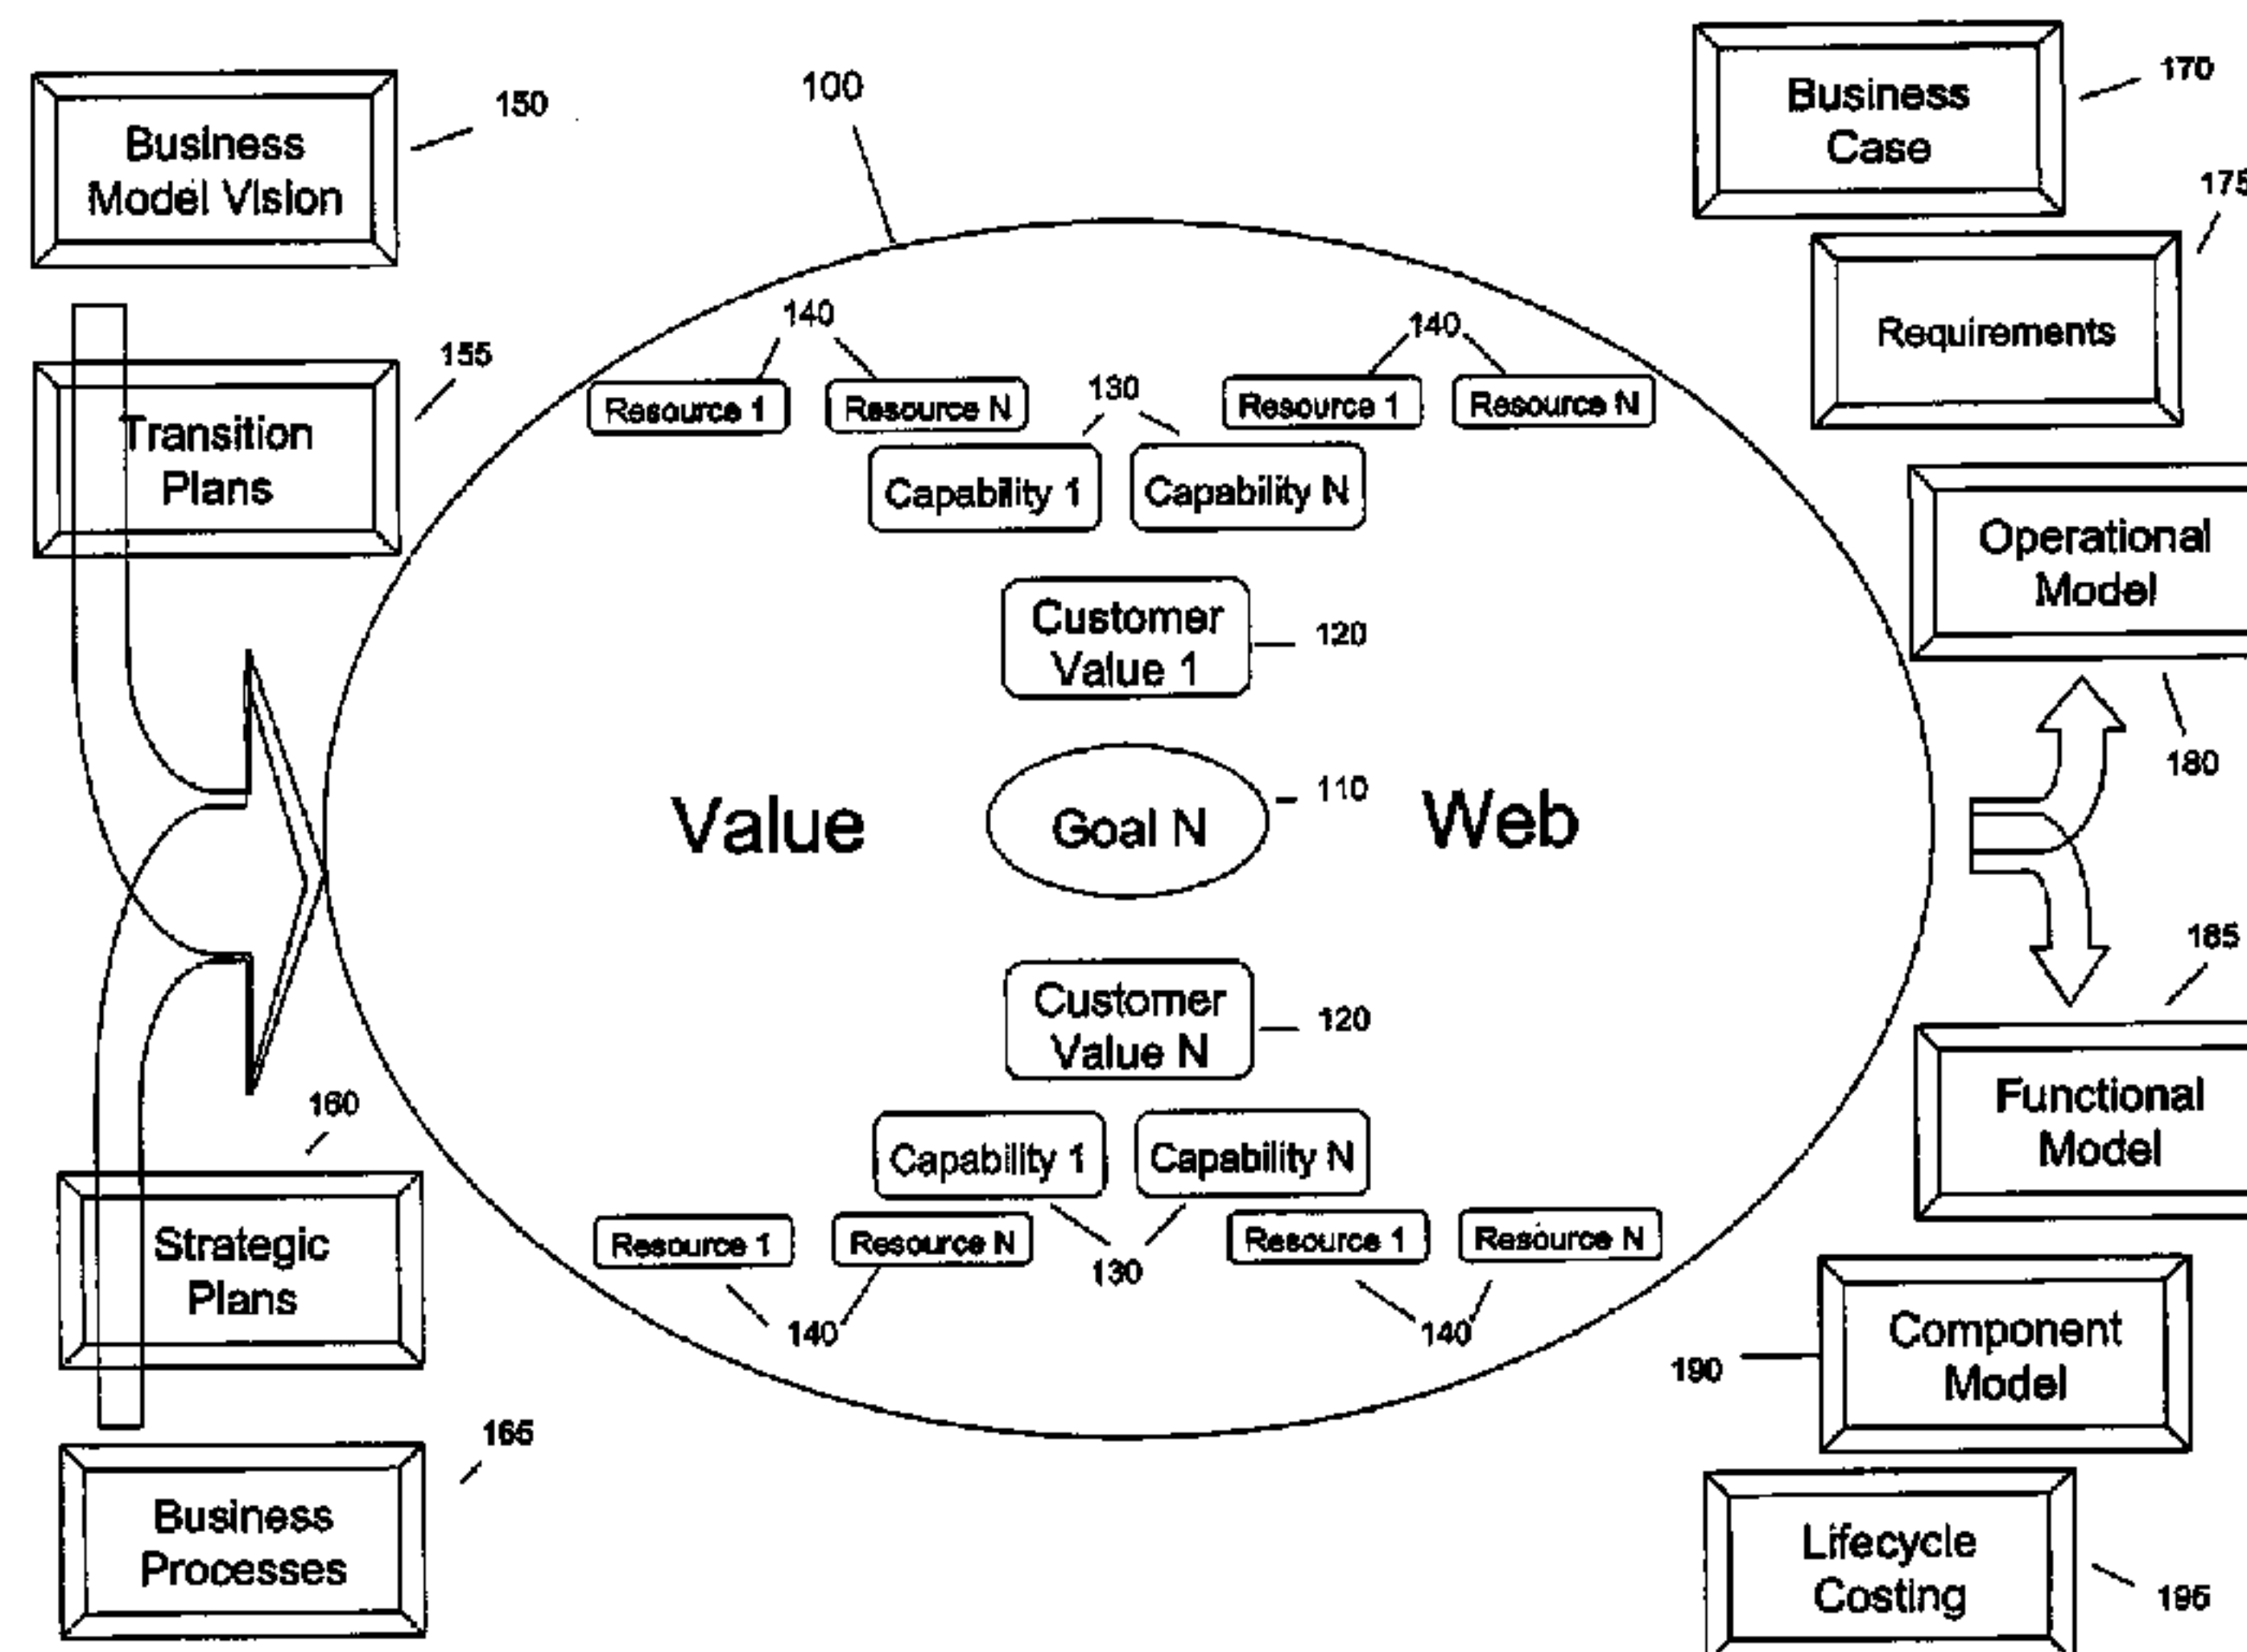 Business
Model Vision
150
100
Business
Case
170
175
Requirements
Transition
Plans
155
140
140
Resource 1
Resource N
130
Resource 1
Resource N
Capability 1
Capability N
Operational
Model
180
Customer
Value 1
120
Value
Goal N
110
Web
185
Customer
Value N
120
Functional
Model
160
Strategic
Plans
Capability 1
Capability N
Resource 1
Resource N
130
Resource 1
Resource N
140
140
190
Component
Model
Business
Processes
165
Lifecycle
Costing
195